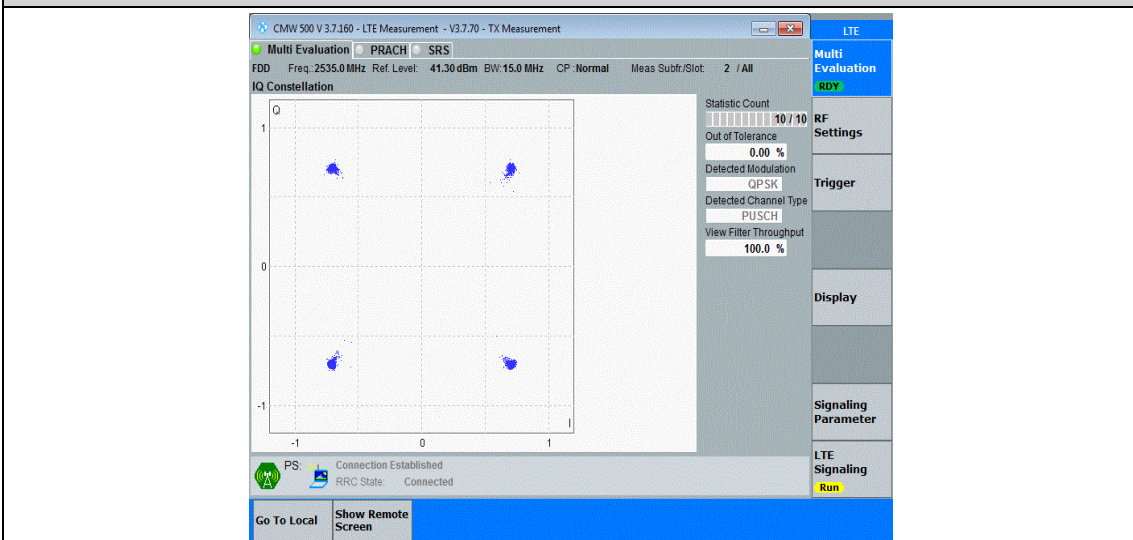 CMW 500 V 3.7.160 - LTE Measurement - V3.7.70 - TX Measurement
LTE
Multi Evaluation PRACH SRS
Multi
Evaluation
RDY
FDD Freq.:2535.0 MHz Ref. Level: 41.30 dBm BW:15.0 MHz CP :Normal Meas Subfr./Slot: 2 / All
IQ Constellation
Q
1
0
-1
-1
0
1
I
Statistic Count
10 / 10
Out of Tolerance
0.00 %
Detected Modulation
QPSK
Detected Channel Type
PUSCH
View Filter Throughput
100.0 %
RF
Settings
Trigger
Display
Signaling
Parameter
LTE
Signaling
Run
PS: Connection Established
RRC State: Connected
Go To Local
Show Remote
Screen